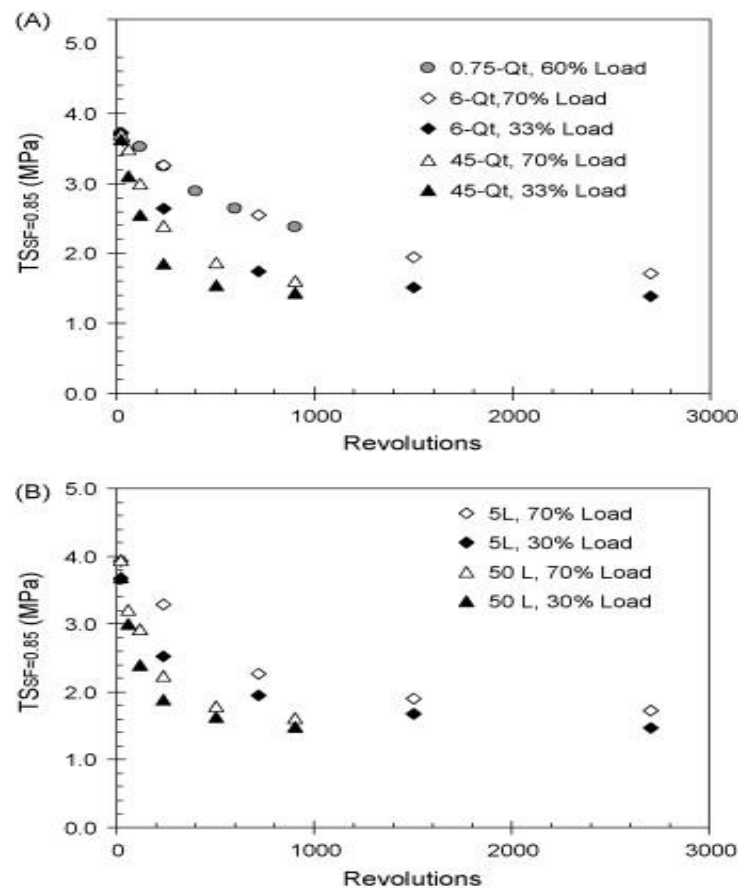 (A)
5.0
4.0
3.0
2.0
1.0
0.0
TSSF=0.85 (MPa)
0.75-Qt, 60% Load
6-Qt,70% Load
6-Qt, 33% Load
45-Qt, 70% Load
45-Qt, 33% Load
0 1000 2000 3000
Revolutions
(B)
5.0
4.0
3.0
2.0
1.0
0.0
TSSF=0.85 (MPa)
5L, 70% Load
5L, 30% Load
50 L, 70% Load
50 L, 30% Load
0 1000 2000 3000
Revolutions